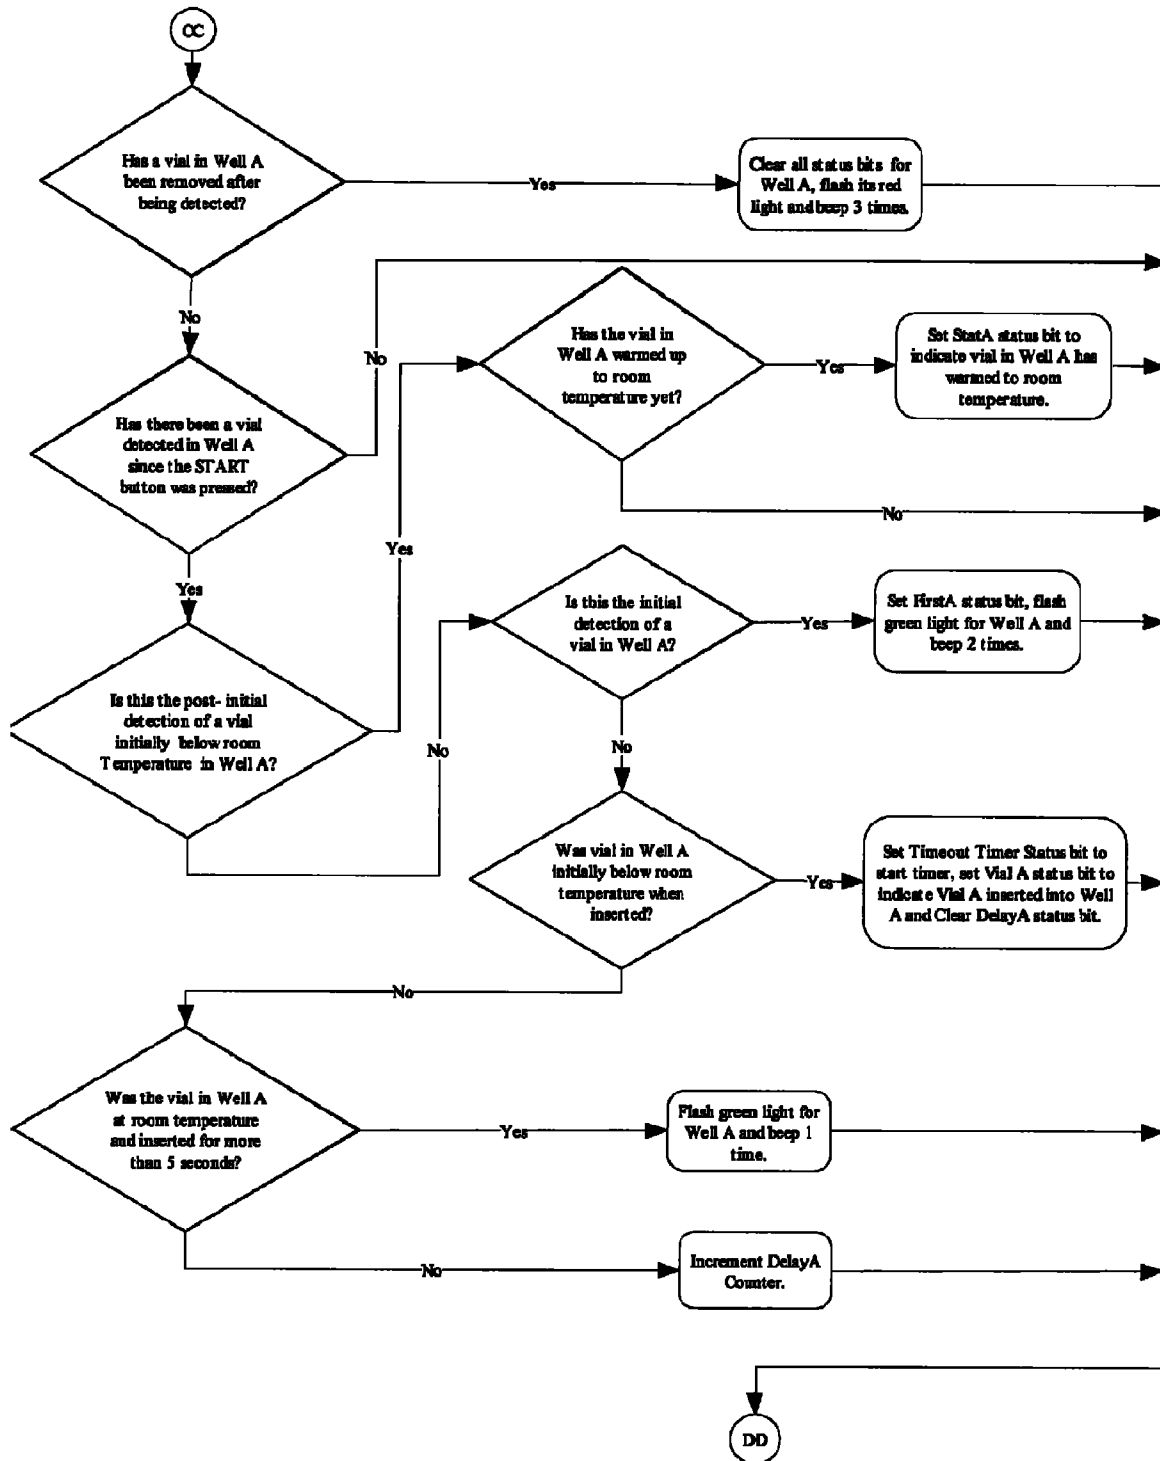 CC
Has a vial in Well A
been removed after
being detected?
Yes
Clear all status bits for
Well A, flash its red
light and beep 3 times.
No
Has there been a vial
detected in Well A
since the START
button was pressed?
No
Has the vial in
Well A warmed up
to room
temperature yet?
Yes
Set StatA status bit to
indicate vial in Well A has
warmed to room
temperature.
No
Yes
Yes
Is this the post- initial
detection of a vial
initially below room
Temperature in Well A?
No
Is this the initial
detection of a
vial in Well A?
Yes
Set FirstA status bit, flash
green light for Well A and
beep 2 times.
No
Was vial in Well A
initially below room
temperature when
inserted?
Yes
Set Timeout Timer Status bit to
start timer, set Vial A status bit to
indicate Vial A inserted into Well
A and Clear DelayA status bit.
No
Was the vial in Well A
at room temperature
and inserted for more
than 5 seconds?
Yes
Flash green light for
Well A and beep 1
time.
No
Increment DelayA
Counter.
DD